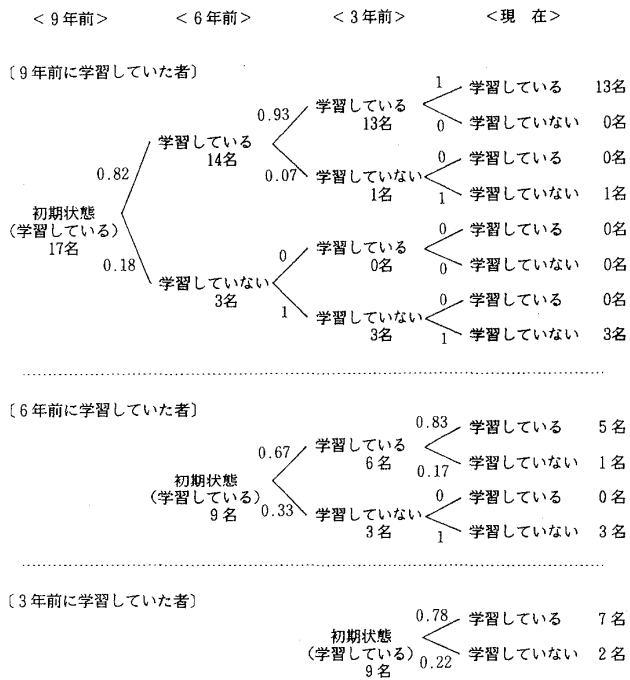 ＜9年前＞ ＜6年前＞ ＜3年前＞ ＜現　在＞
〔9年前に学習していた者〕
1 学習している 13名
0.93 学習している
13名 0 学習していない 0名
学習している
14名
0 学習している 0名
0.82 0.07 学習していない
1名 1 学習していない 1名
初期状態
(学習している)
17名
0 学習している 0名
0.18 0 学習している
0名 0 学習していない 0名
学習していない
3名
0 学習している 0名
1 学習していない
3名 1 学習していない 3名
〔6年前に学習していた者〕
0.83 学習している 5名
0.67 学習している
6名 0.17 学習していない 1名
初期状態
(学習している)
9名
0 学習している 0名
0.33 学習していない
3名 1 学習していない 3名
〔3年前に学習していた者〕
0.78 学習している 7名
初期状態
(学習している)
9名
0.22 学習していない 2名